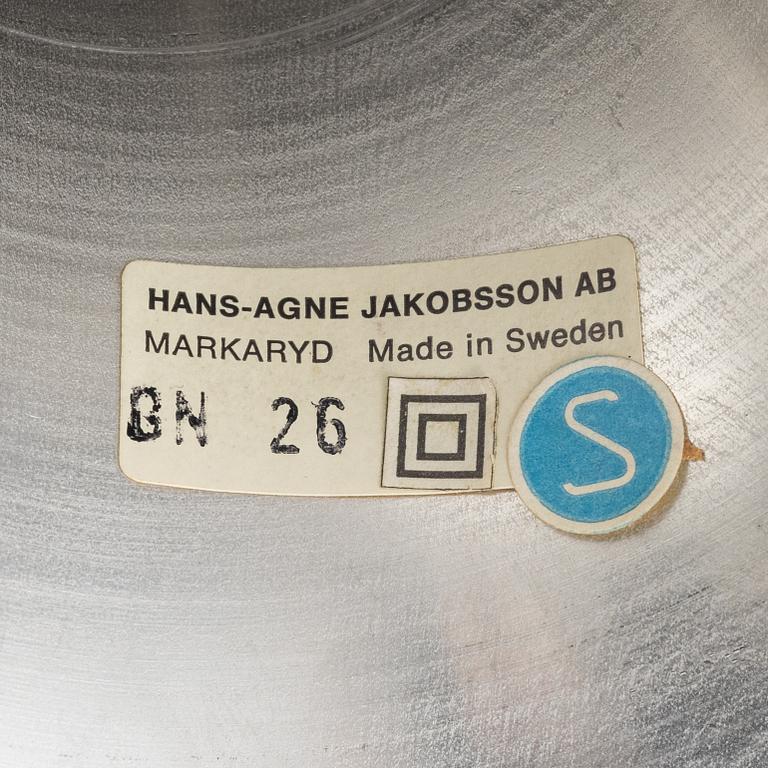 HANS-AGNE JAKOBSSON AB
MARKARYD Made in Sweden
BN 26
S